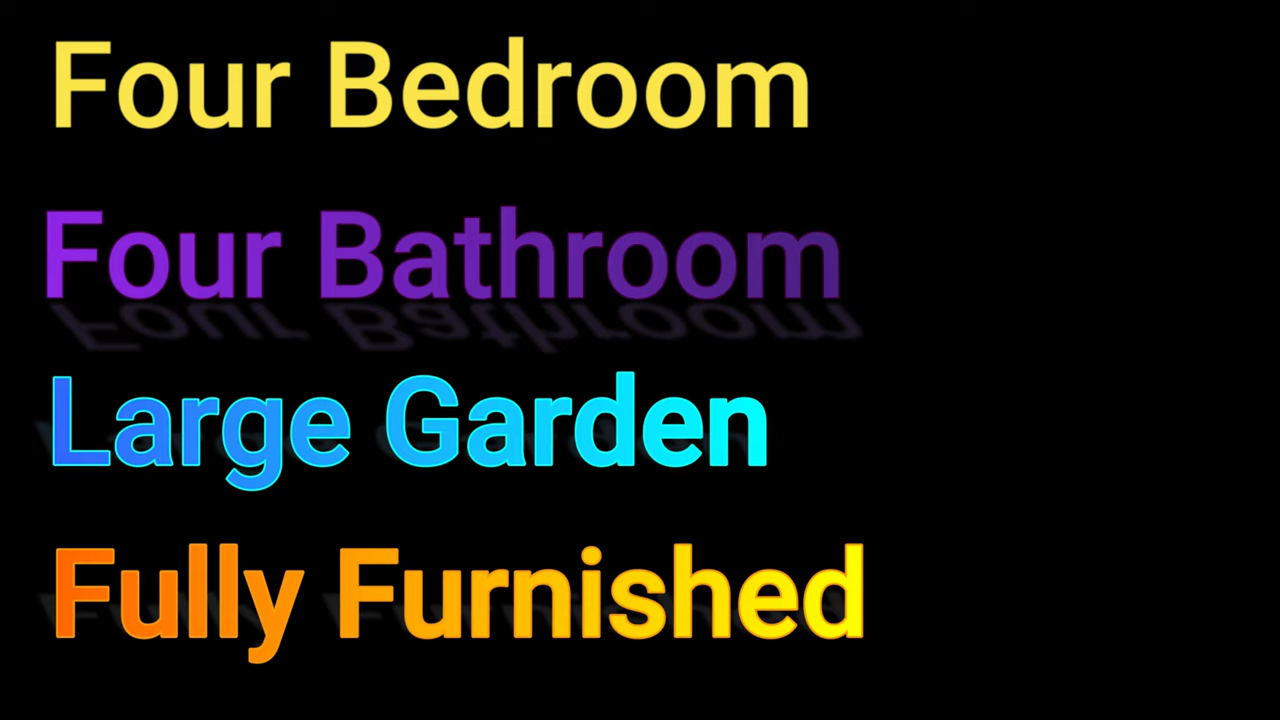 Four Bedroom
Four Bathroom
Large Garden
Fully Furnished